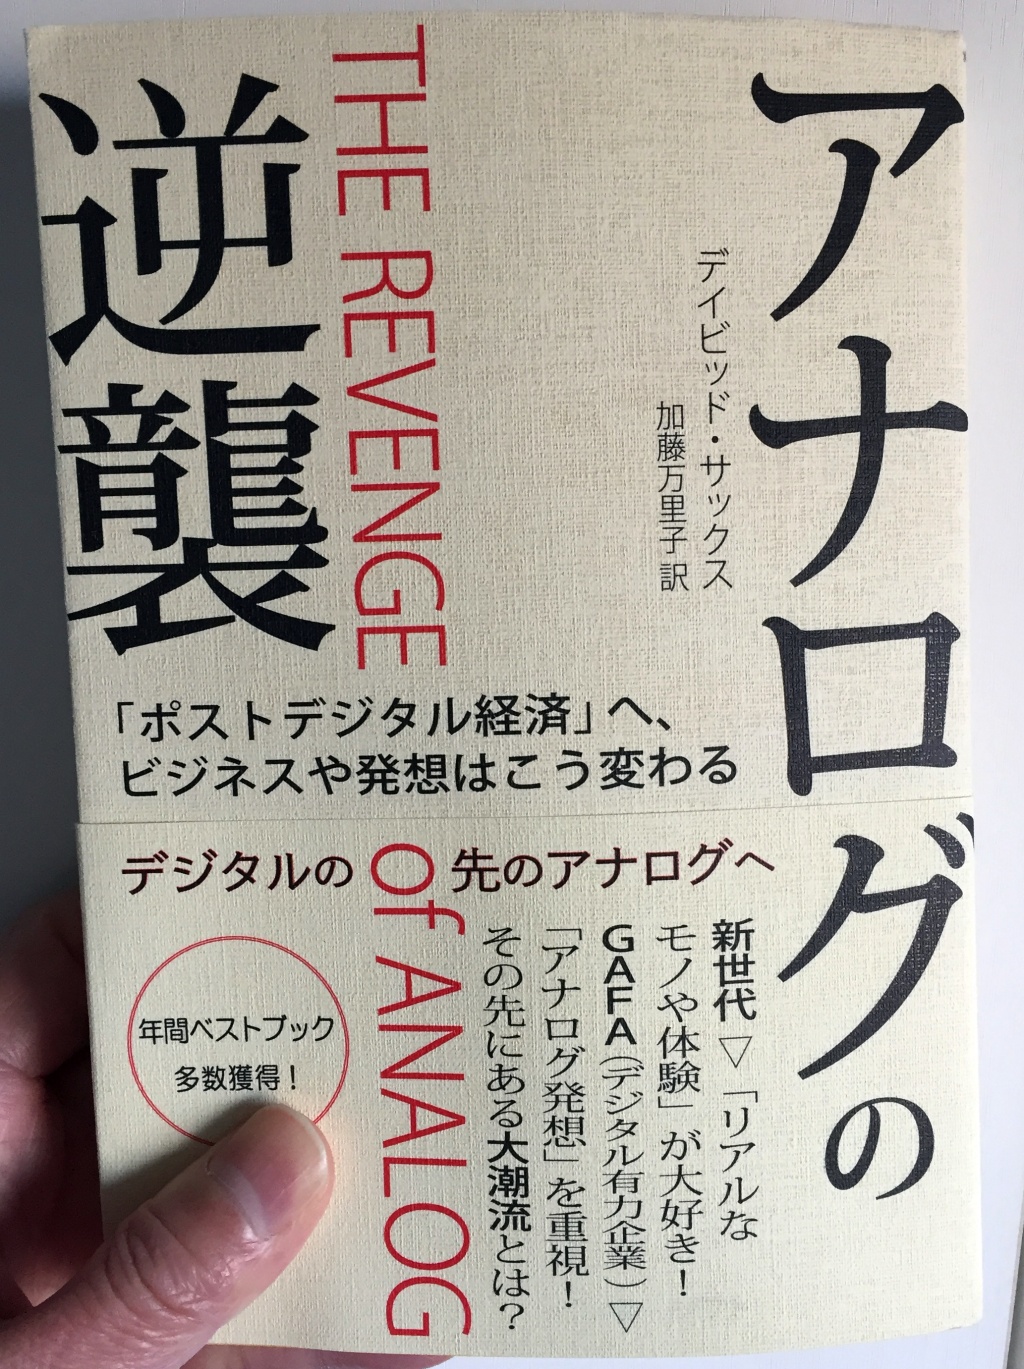 アナログの
逆襲
THE REVENGE
of ANALOG
デイビッド・サックス
加藤万里子 訳
「ポストデジタル経済」へ、
ビジネスや発想はこう変わる
デジタルの先のアナログへ
新世代▽「リアルな
モノや体験」が大好き!
GAFA(デジタル有力企業)▽
「アナログ発想」を重視!
その先にある大潮流とは?
年間ベストブック
多数獲得!